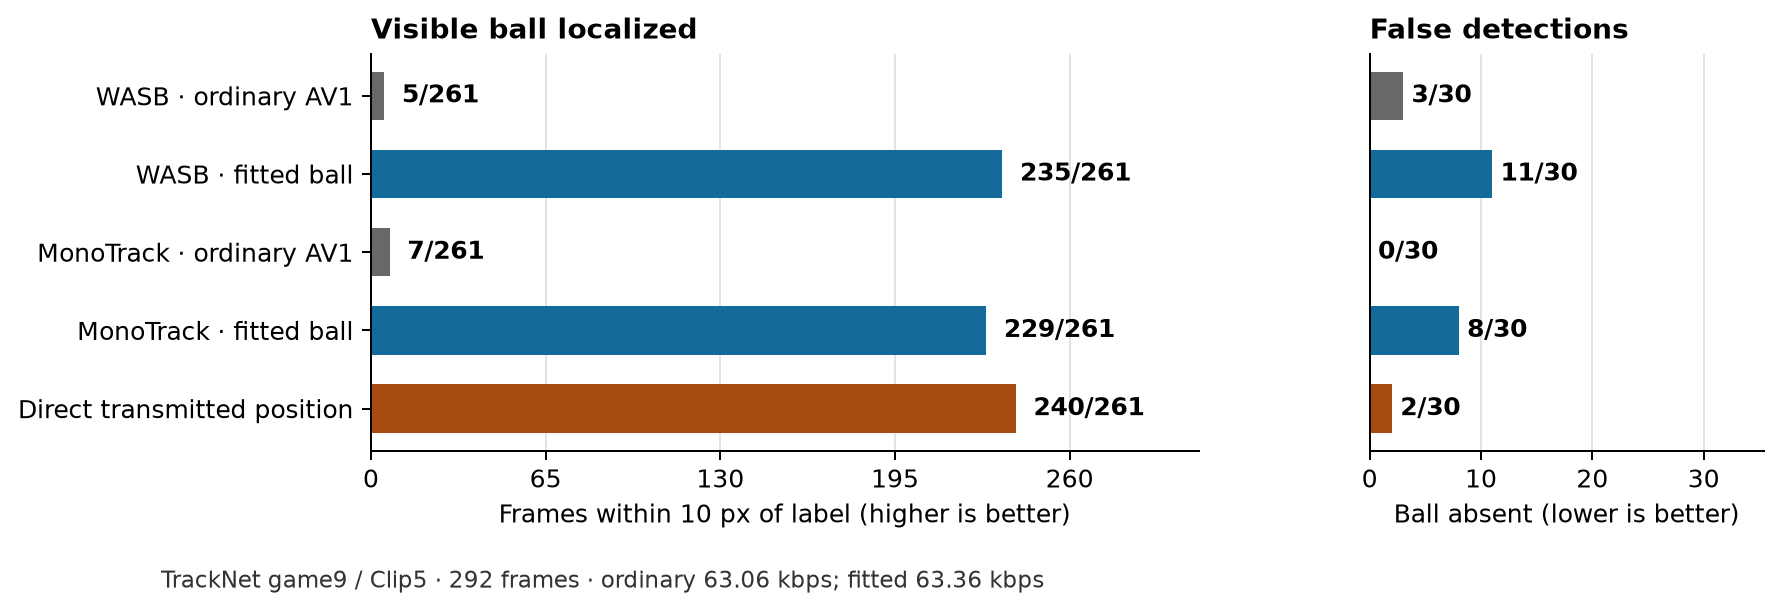 Visible ball localized
False detections
WASB · ordinary AV1
5/261
3/30
WASB · fitted ball
235/261
11/30
MonoTrack · ordinary AV1
7/261
0/30
MonoTrack · fitted ball
229/261
8/30
Direct transmitted position
240/261
2/30
0 65 130 195 260
0 10 20 30
Frames within 10 px of label (higher is better)
Ball absent (lower is better)
TrackNet game9 / Clip5 · 292 frames · ordinary 63.06 kbps; fitted 63.36 kbps